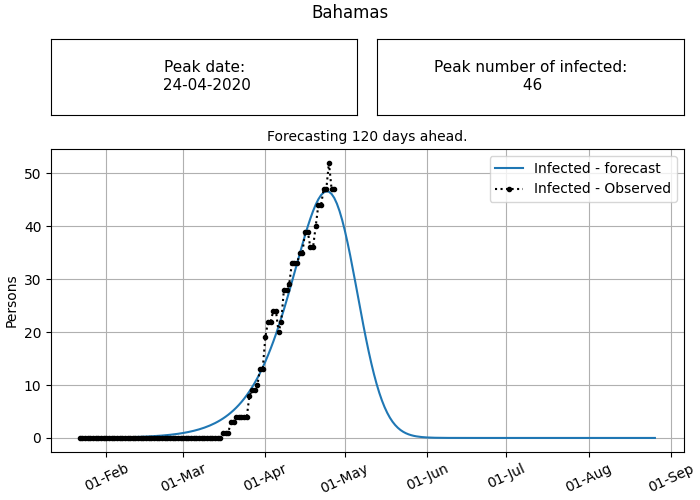 Bahamas
Peak date:
24-04-2020
Peak number of infected:
46
Forecasting 120 days ahead.
Infected - forecast
Infected - Observed
Persons
50
40
30
20
10
0
01-Feb
01-Mar
01-Apr
01-May
01-Jun
01-Jul
01-Aug
01-Sep